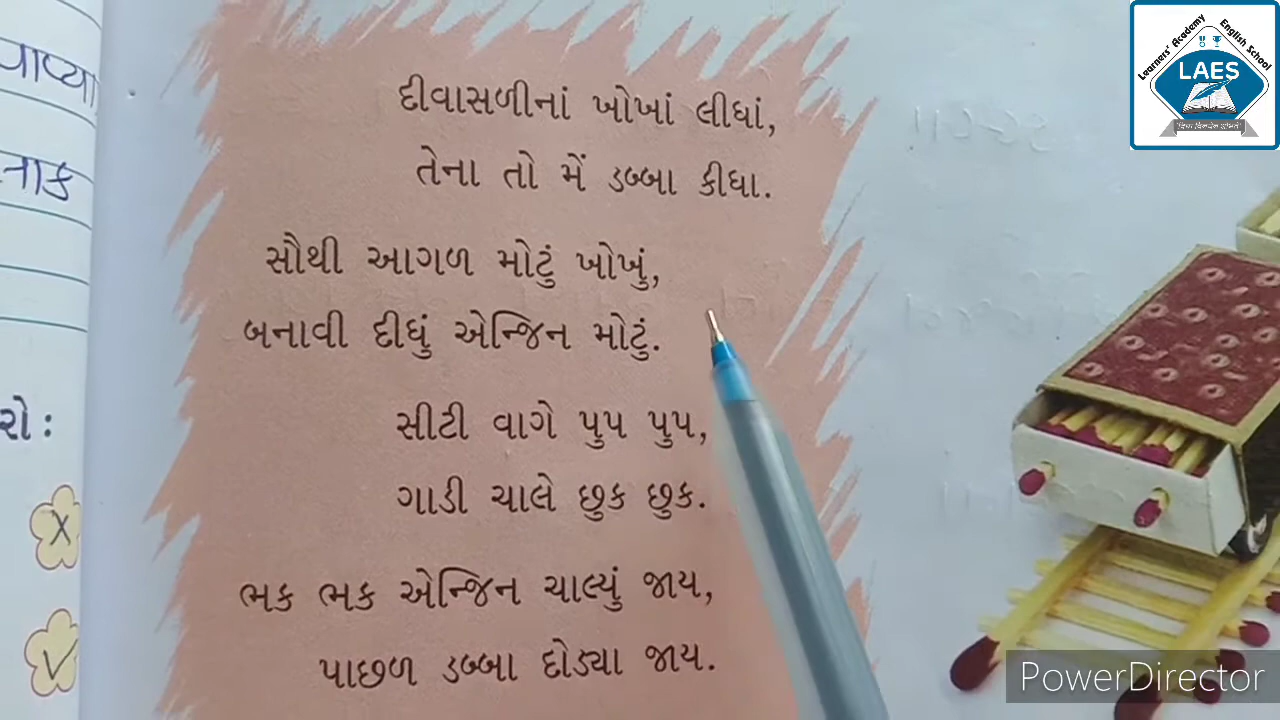 દીવાસળીનાં ખોખાં લીધાં,
તેના તો મેં ડબ્બા કીધા.
સૌથી આગળ મોટું ખોખું,
બનાવી દીધું એન્જિન મોટું.
સીટી વાગે પુપ પુપ,
ગાડી ચાલે છુક છુક.
ભક ભક એન્જિન ચાલ્યું જાય,
પાછળ ડબ્બા દોડ્યા જાય.
Learners' Academy English School
LAES
PowerDirector